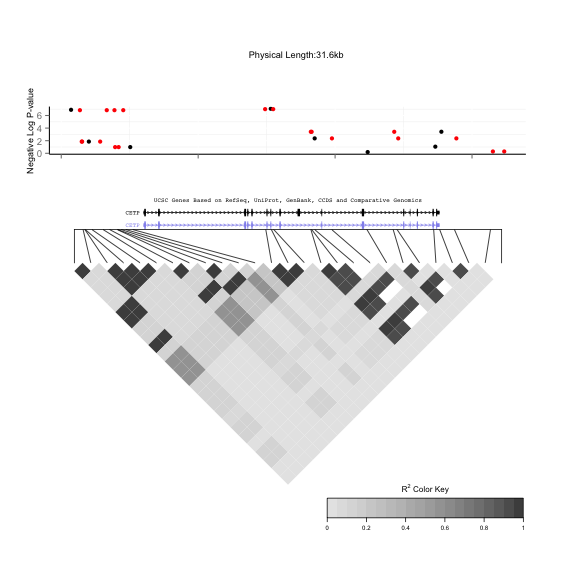 Physical Length:31.6kb
Negative Log P-value
6
4
2
0
UCSC Genes Based on RefSeq, UniProt, GenBank, CCDS and Comparative Genomics
CETP
CETP
R² Color Key
0 0.2 0.4 0.6 0.8 1